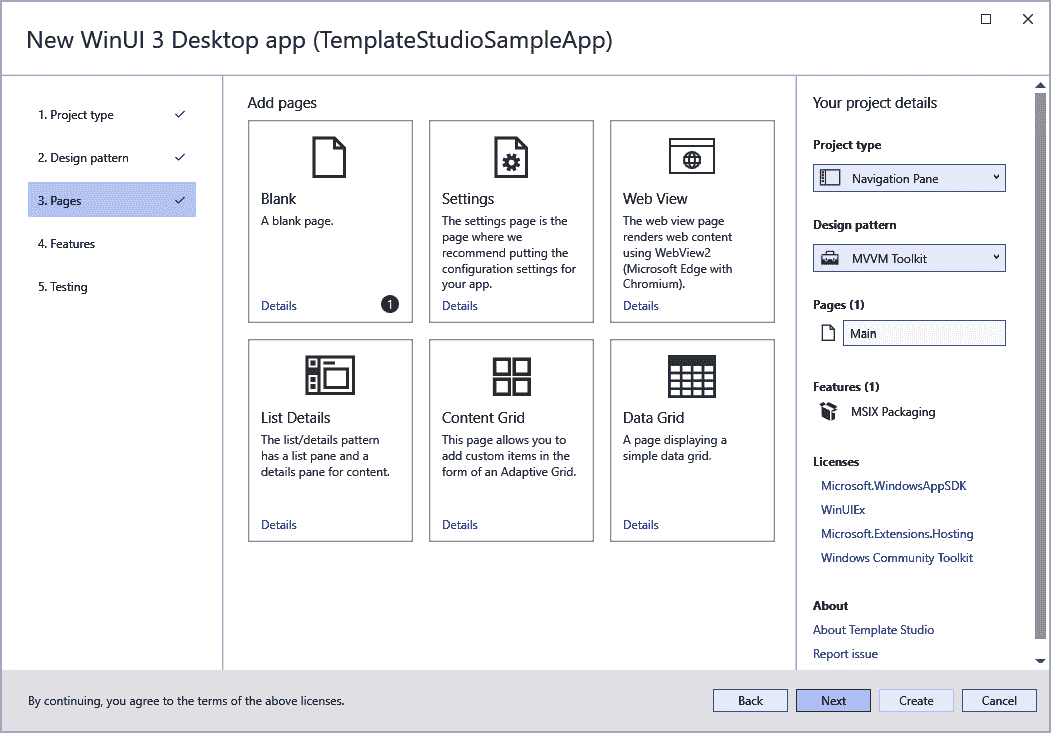 New WinUI 3 Desktop app (TemplateStudioSampleApp)
1. Project type
2. Design pattern
3. Pages
4. Features
5. Testing
Add pages
Blank
A blank page.
Details
1
Settings
The settings page is the
page where we
recommend putting the
configuration settings for
your app.
Details
Web View
The web view page
renders web content
using WebView2
(Microsoft Edge with
Chromium).
Details
List Details
The list/details pattern
has a list pane and a
details pane for content.
Details
Content Grid
This page allows you to
add custom items in the
form of an Adaptive Grid.
Details
Data Grid
A page displaying a
simple data grid.
Details
Your project details
Project type
Navigation Pane
Design pattern
MVVM Toolkit
Pages (1)
Main
Features (1)
MSIX Packaging
Licenses
Microsoft.WindowsAppSDK
WinUIEx
Microsoft.Extensions.Hosting
Windows Community Toolkit
About
About Template Studio
Report issue
By continuing, you agree to the terms of the above licenses.
Back
Next
Create
Cancel